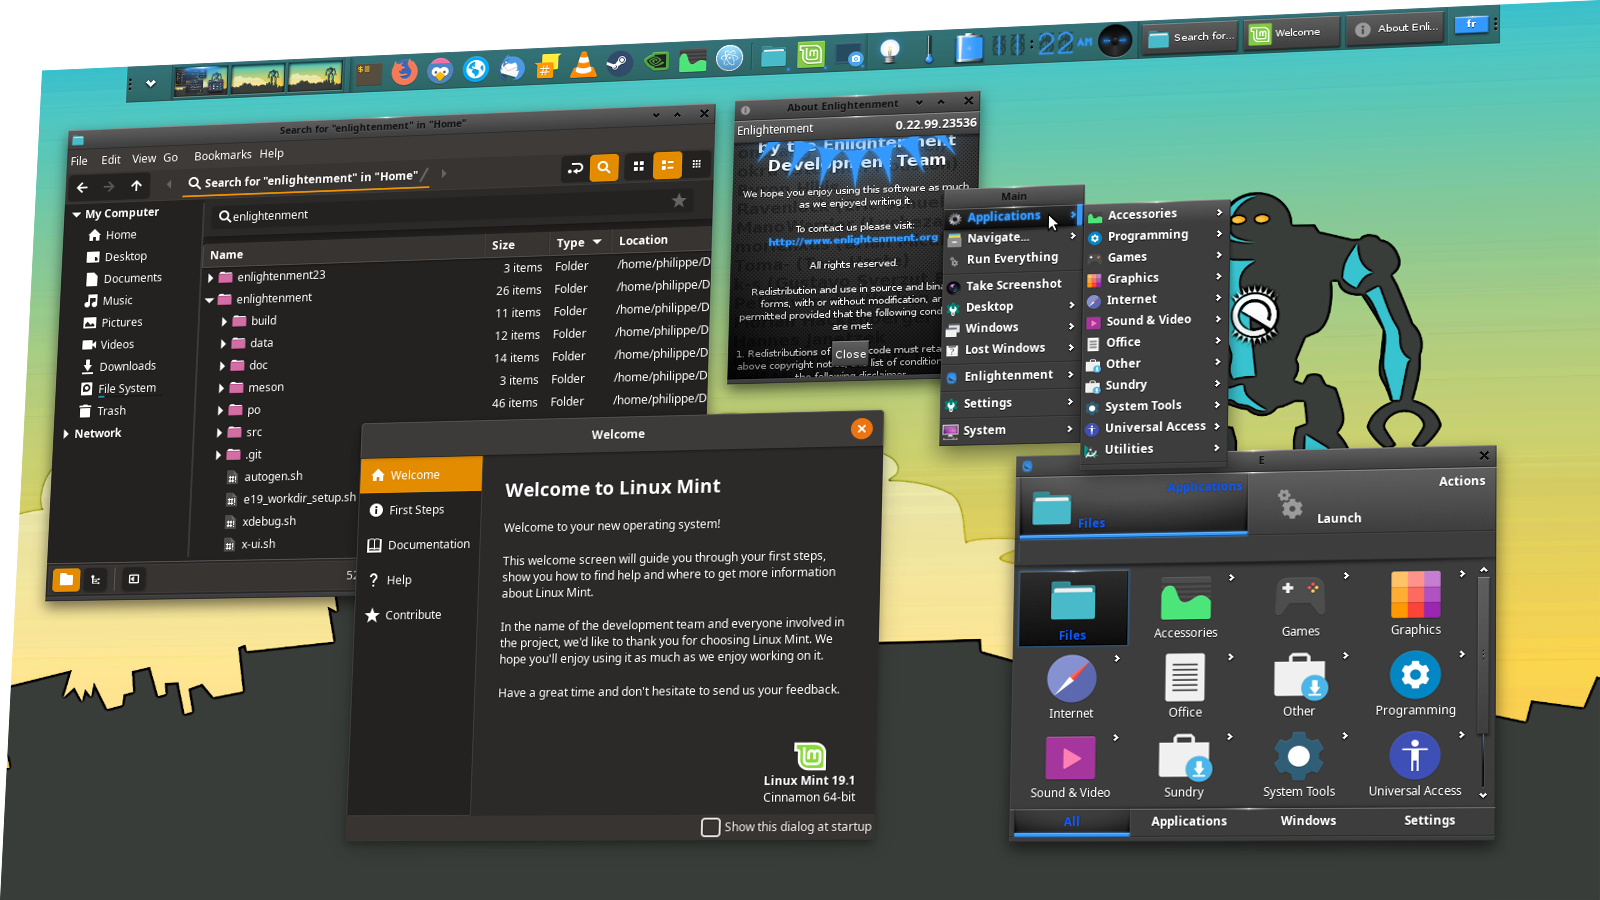 11:22 AM
Search for...
Welcome
About Enli...
fr
Search for "enlightenment" in "Home"
File Edit View Go Bookmarks Help
Search for "enlightenment" in "Home"
enlightenment
My Computer
Home
Desktop
Documents
Music
Pictures
Videos
Downloads
File System
Trash
Network
Name Size Type Location
enlightenment23 3 items Folder /home/philippe/D
enlightenment 26 items Folder /home/philippe/D
build 11 items Folder /home/philippe/D
data 12 items Folder /home/philippe/D
doc 14 items Folder /home/philippe/D
meson 3 items Folder /home/philippe/D
po 46 items Folder /home/philippe/D
src
.git
autogen.sh
e19_workdir_setup.sh
xdebug.sh
x-ui.sh
52
About Enlightenment
Enlightenment 0.22.99.23536
by the Enlightenment
Development Team
We hope you enjoy using this software as much
as we enjoyed writing it.
To contact us please visit:
http://www.enlightenment.org
All rights reserved.
Redistribution and use in source and bina
forms, with or without modification, ar
permitted provided that the following cond
are met:
1. Redistributions of code must reta
above copyright notice, list of condition
the following disclaimer.
Close
Main
Applications
Navigate...
Run Everything
Take Screenshot
Desktop
Windows
Lost Windows
Enlightenment
Settings
System
Accessories
Programming
Games
Graphics
Internet
Sound & Video
Office
Other
Sundry
System Tools
Universal Access
Utilities
Welcome
Welcome
First Steps
Documentation
Help
Contribute
Welcome to Linux Mint
Welcome to your new operating system!
This welcome screen will guide you through your first steps,
show you how to find help and where to get more information
about Linux Mint.
In the name of the development team and everyone involved in
the project, we'd like to thank you for choosing Linux Mint. We
hope you'll enjoy using it as much as we enjoy working on it.
Have a great time and don't hesitate to send us your feedback.
Linux Mint 19.1
Cinnamon 64-bit
Show this dialog at startup
E
Applications
Files
Actions
Launch
Files
Accessories
Games
Graphics
Internet
Office
Other
Programming
Sound & Video
Sundry
System Tools
Universal Access
All
Applications
Windows
Settings